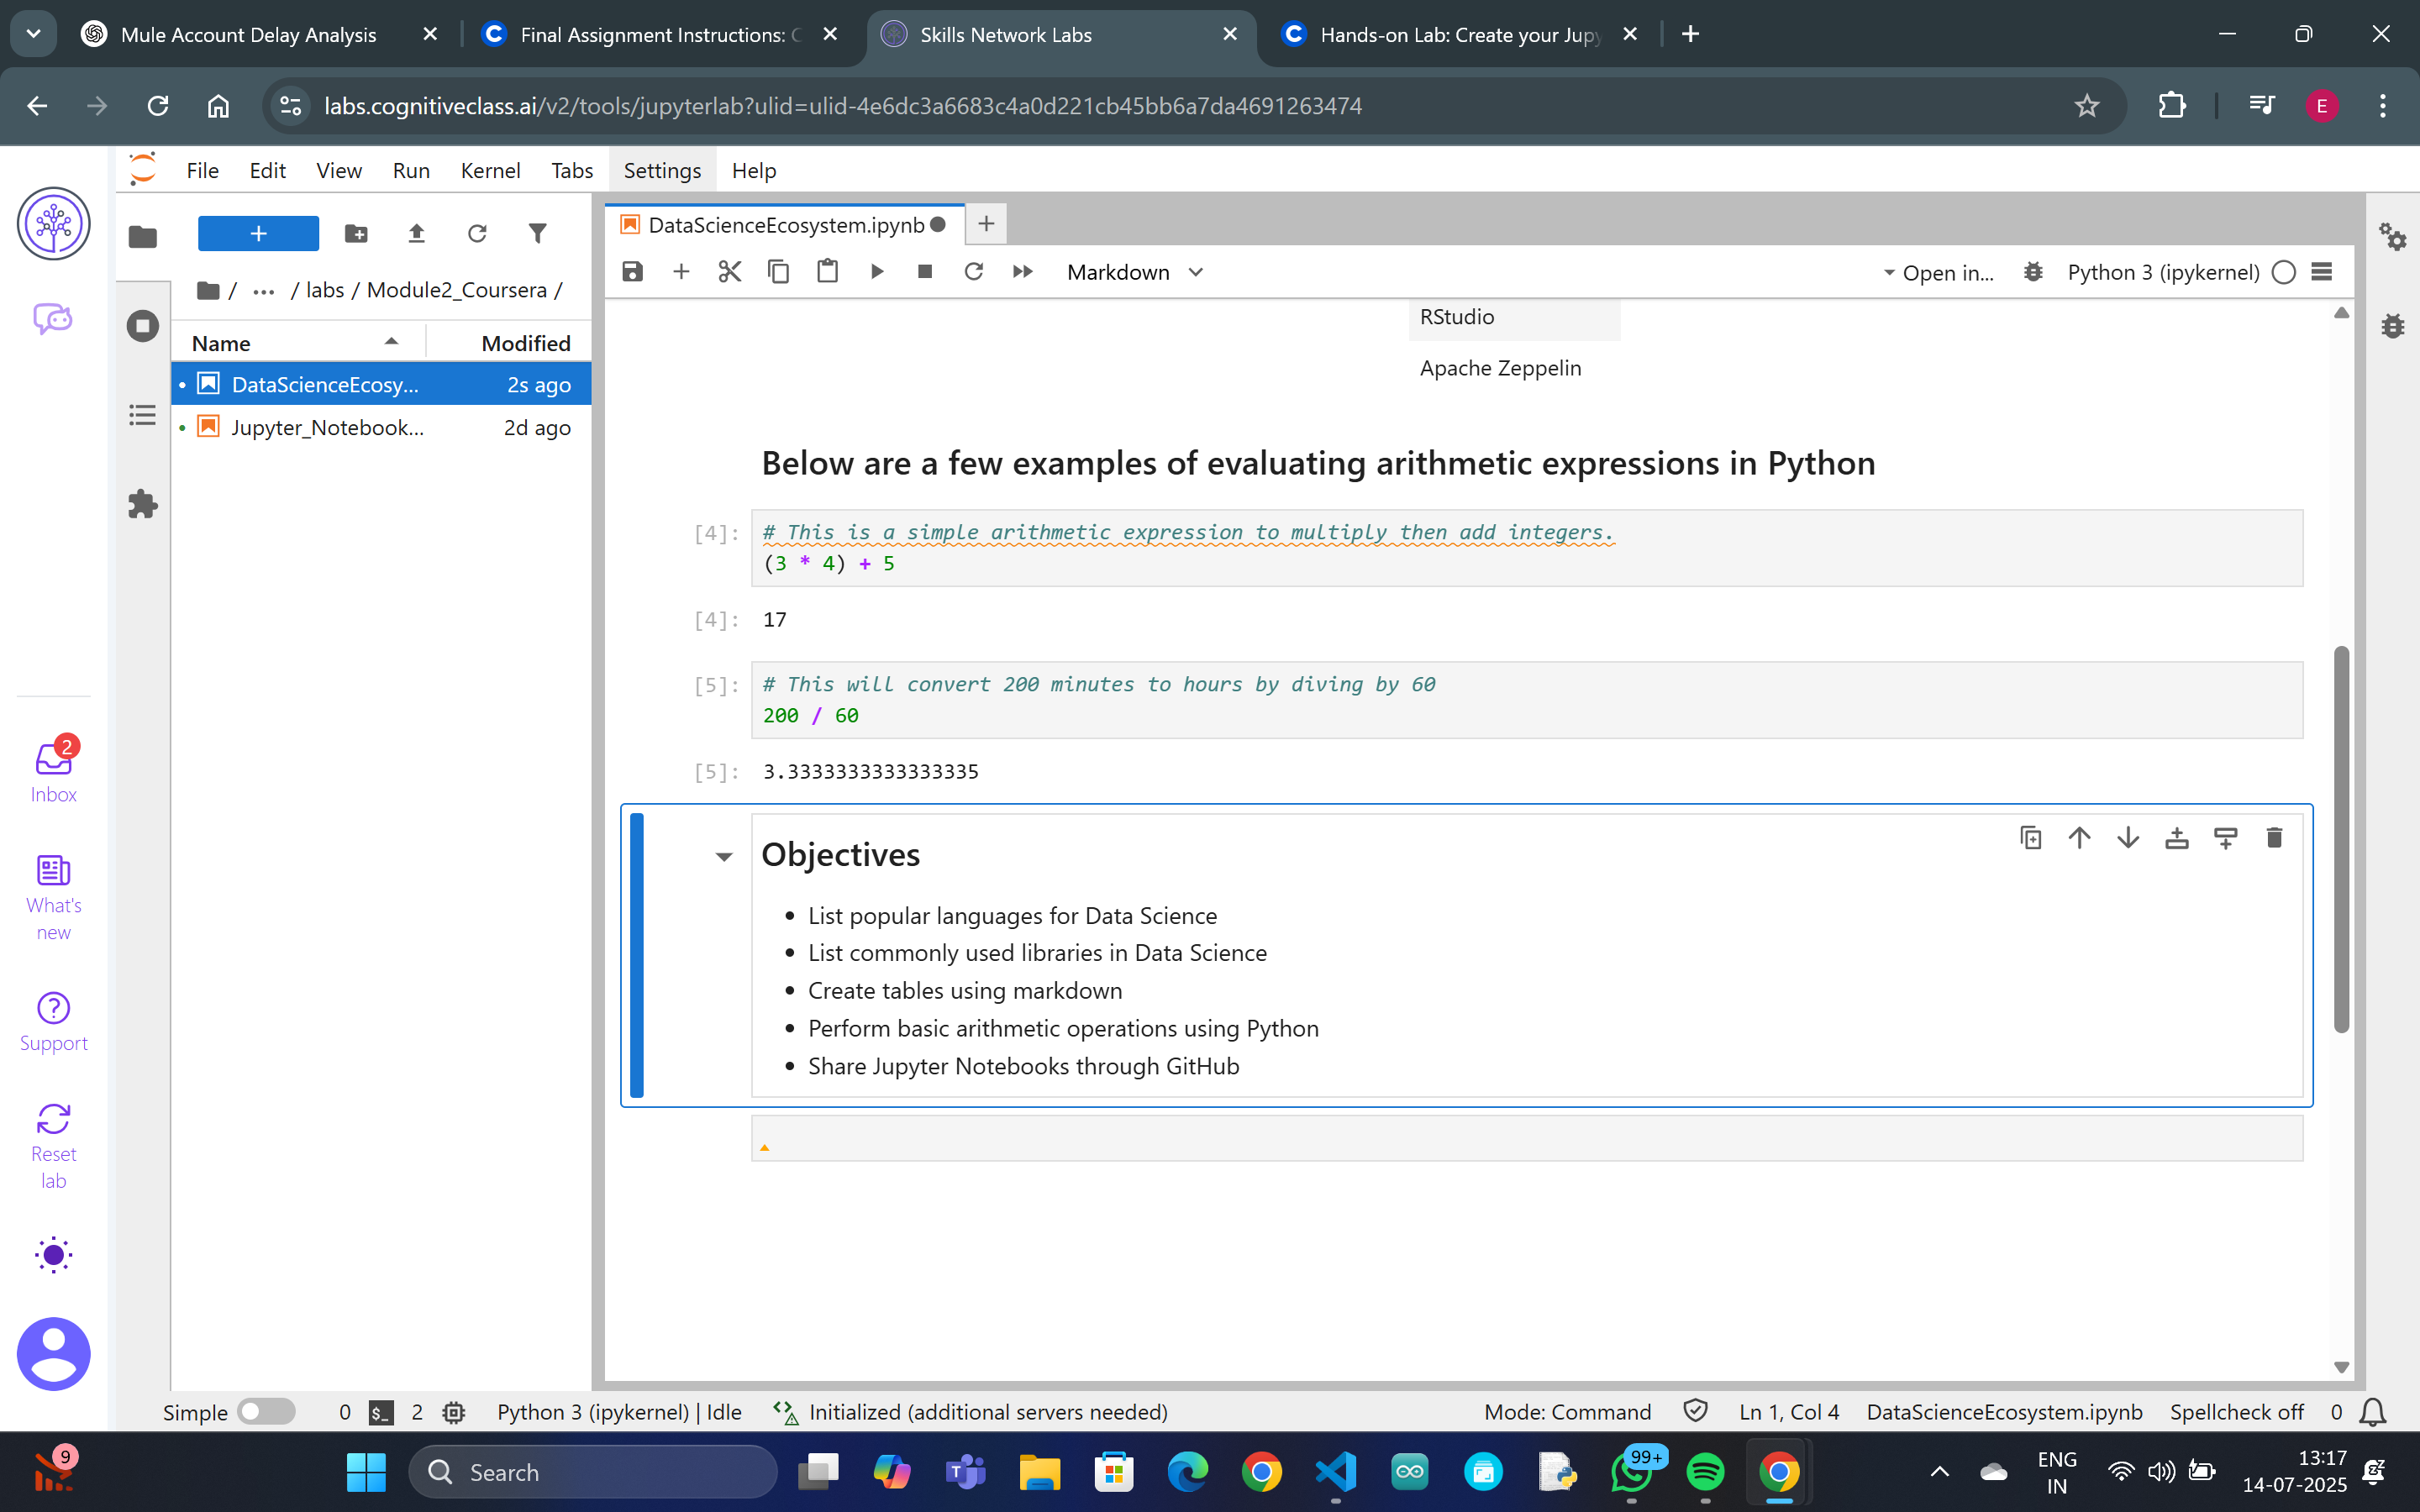 Mule Account Delay Analysis
Final Assignment Instructions: C
Skills Network Labs
Hands-on Lab: Create your Jupy
labs.cognitiveclass.ai/v2/tools/jupyterlab?ulid=ulid-4e6dc3a6683c4a0d221cb45bb6a7da4691263474
E
File Edit View Run Kernel Tabs Settings Help
DataScienceEcosystem.ipynb
/ ... / labs / Module2_Coursera /
Markdown
Open in...
Python 3 (ipykernel)
Name Modified
DataScienceEcosy... 2s ago
Jupyter_Notebook... 2d ago
RStudio
Apache Zeppelin
Below are a few examples of evaluating arithmetic expressions in Python
[4]: # This is a simple arithmetic expression to multiply then add integers.
(3 * 4) + 5
[4]: 17
[5]: # This will convert 200 minutes to hours by diving by 60
200 / 60
[5]: 3.3333333333333335
Objectives
• List popular languages for Data Science
• List commonly used libraries in Data Science
• Create tables using markdown
• Perform basic arithmetic operations using Python
• Share Jupyter Notebooks through GitHub
2
Inbox
What's
new
Support
Reset
lab
Simple 0 $_ 2 Python 3 (ipykernel) | Idle Initialized (additional servers needed) Mode: Command Ln 1, Col 4 DataScienceEcosystem.ipynb Spellcheck off 0
9
Search
99+
ENG
IN
13:17
14-07-2025